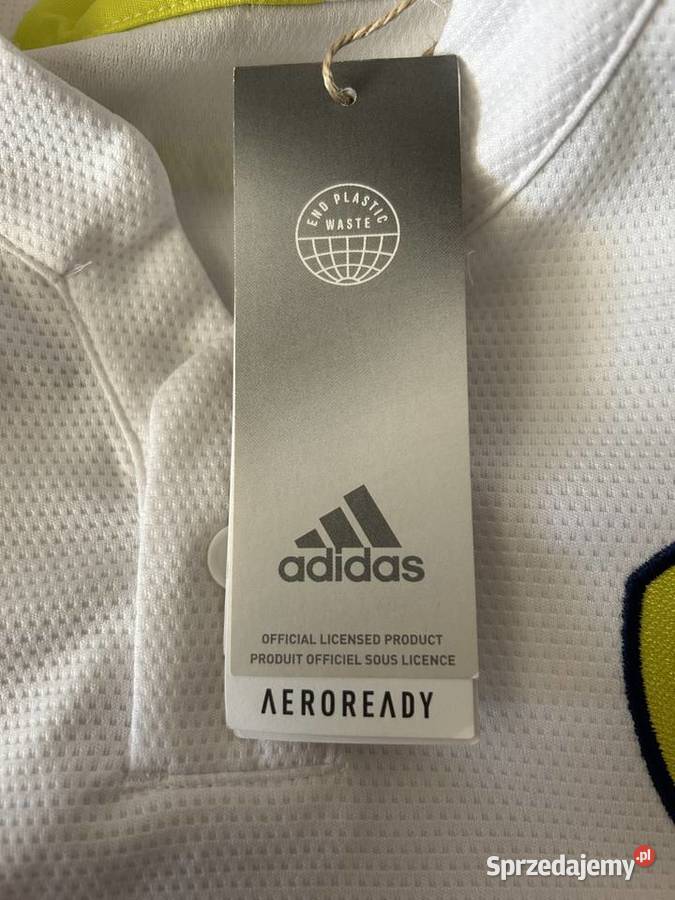 END PLASTIC
WASTE
adidas
OFFICIAL LICENSED PRODUCT
PRODUIT OFFICIEL SOUS LICENCE
AEROREADY
Sprzedajemy.pl